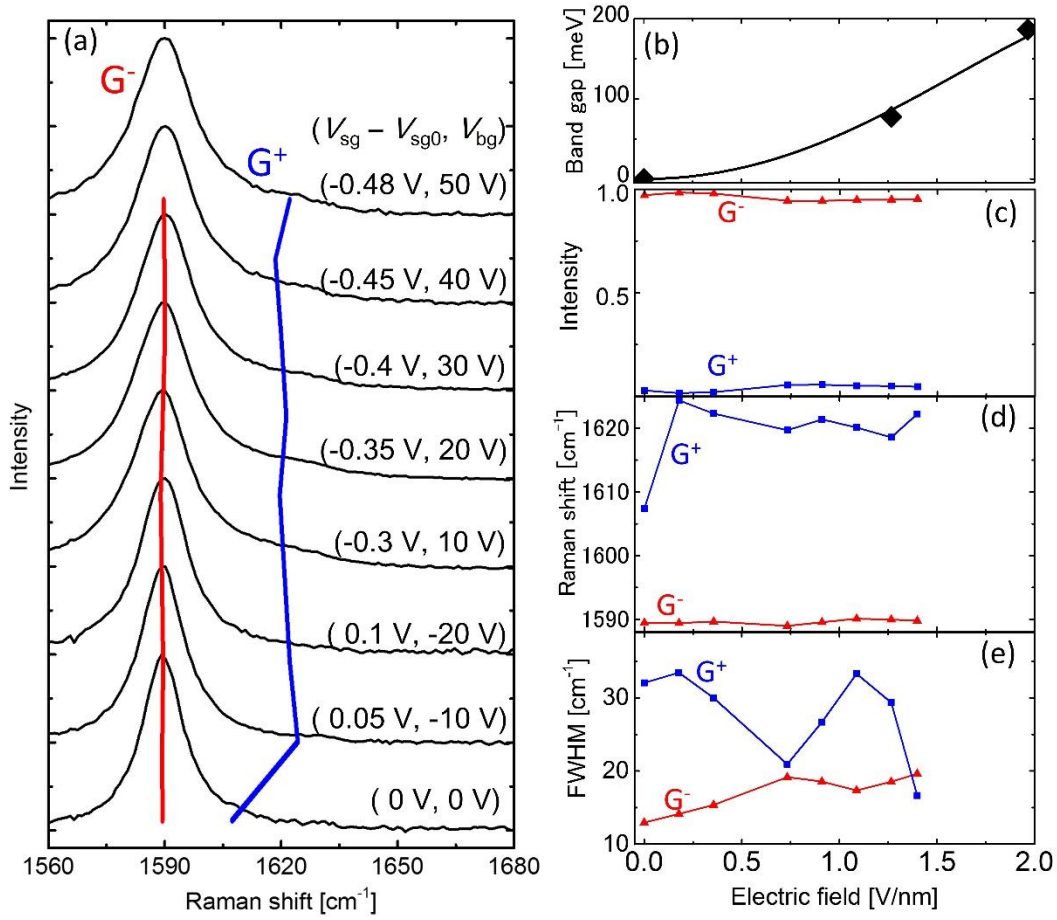 (a)
G-
(Vsg – Vsg0, Vbg)
G+
(-0.48 V, 50 V)
(-0.45 V, 40 V)
(-0.4 V, 30 V)
(-0.35 V, 20 V)
(-0.3 V, 10 V)
( 0.1 V, -20 V)
( 0.05 V, -10 V)
( 0 V, 0 V)
Intensity
1560 1590 1620 1650 1680
Raman shift [cm-1]
(b)
Band gap [meV]
200
100
0
(c)
Intensity
1.0
0.5
G-
G+
(d)
Raman shift [cm-1]
1620
1610
1600
1590
G+
G-
(e)
FWHM [cm-1]
30
20
10
G+
G-
0.0 0.5 1.0 1.5 2.0
Electric field [V/nm]